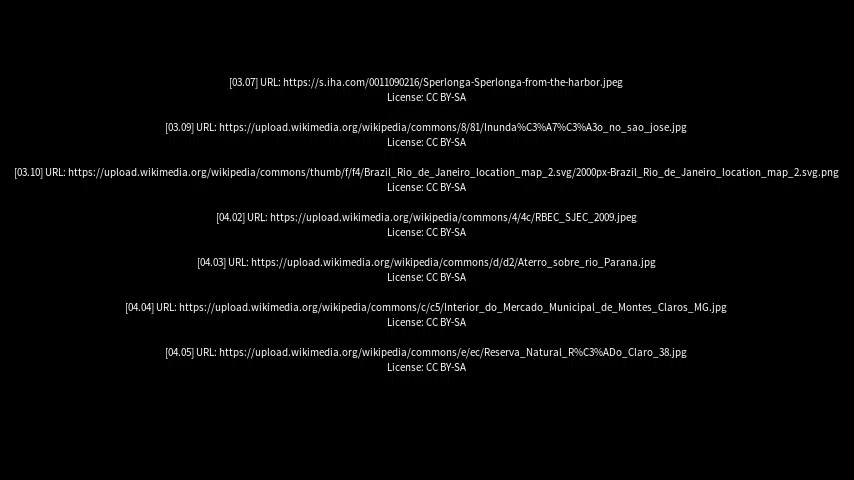 [03.07] URL: https://s.iha.com/0011090216/Sperlonga-Sperlonga-from-the-harbor.jpeg
License: CC BY-SA
[03.09] URL: https://upload.wikimedia.org/wikipedia/commons/8/81/Inunda%C3%A7%C3%A3o_no_sao_jose.jpg
License: CC BY-SA
[03.10] URL: https://upload.wikimedia.org/wikipedia/commons/thumb/f/f4/Brazil_Rio_de_Janeiro_location_map_2.svg/2000px-Brazil_Rio_de_Janeiro_location_map_2.svg.png
License: CC BY-SA
[04.02] URL: https://upload.wikimedia.org/wikipedia/commons/4/4c/RBEC_SJEC_2009.jpeg
License: CC BY-SA
[04.03] URL: https://upload.wikimedia.org/wikipedia/commons/d/d2/Aterro_sobre_rio_Parana.jpg
License: CC BY-SA
[04.04] URL: https://upload.wikimedia.org/wikipedia/commons/c/c5/Interior_do_Mercado_Municipal_de_Montes_Claros_MG.jpg
License: CC BY-SA
[04.05] URL: https://upload.wikimedia.org/wikipedia/commons/e/ec/Reserva_Natural_R%C3%ADo_Claro_38.jpg
License: CC BY-SA